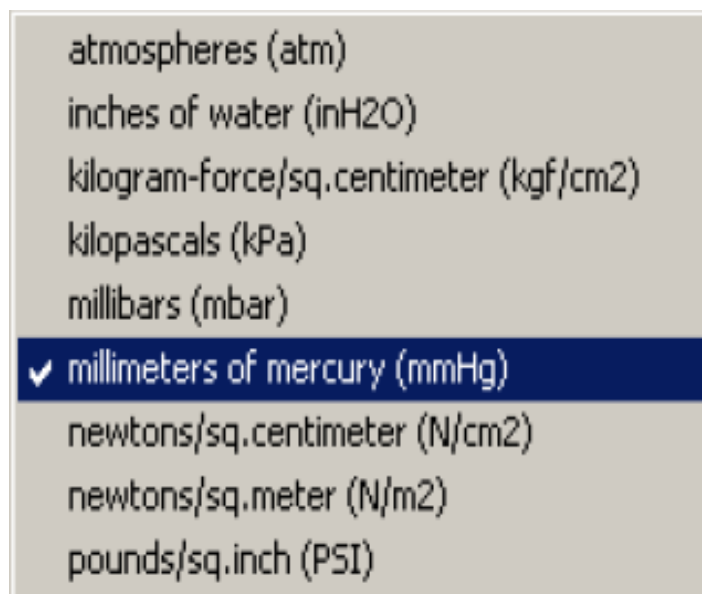 atmospheres (atm)
inches of water (inH2O)
kilogram-force/sq.centimeter (kgf/cm2)
kilopascals (kPa)
millibars (mbar)
millimeters of mercury (mmHg)
newtons/sq.centimeter (N/cm2)
newtons/sq.meter (N/m2)
pounds/sq.inch (PSI)